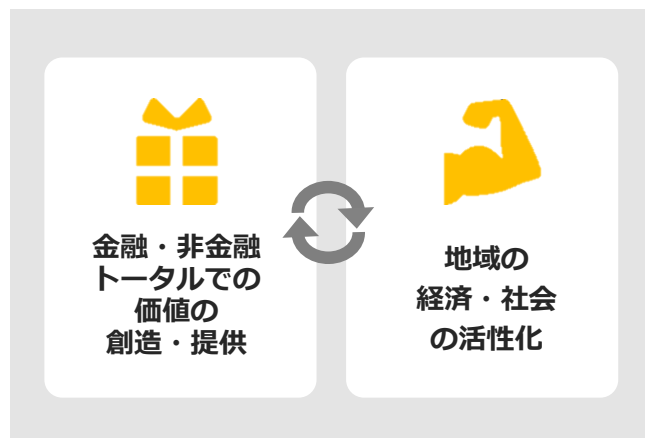 金融・非金融
トータルでの
価値の
創造・提供
地域の
経済・社会
の活性化